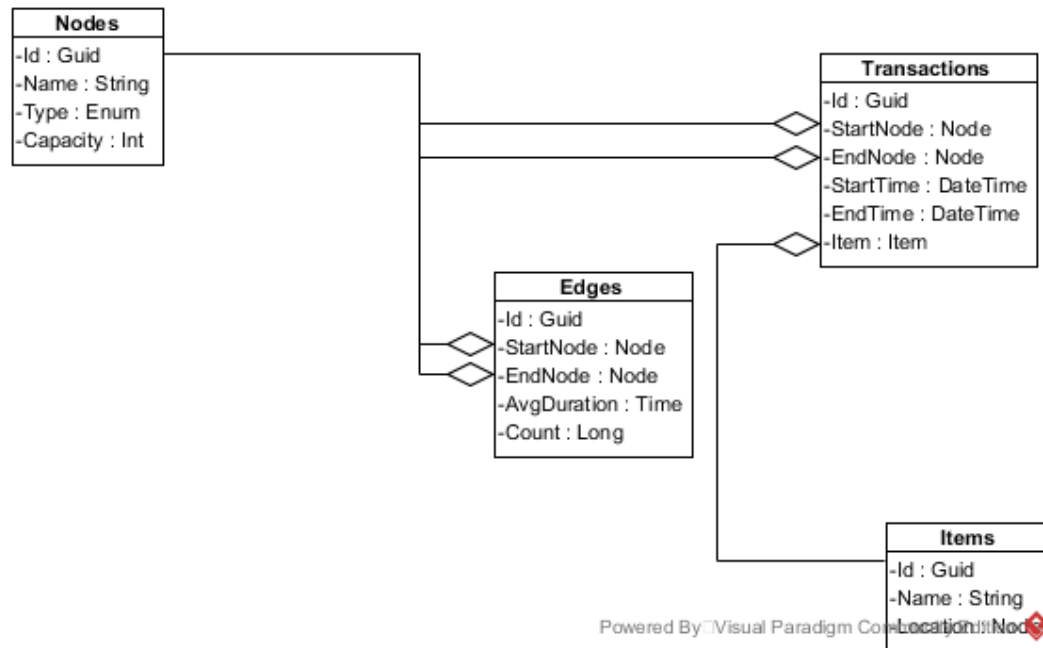 Nodes
-Id : Guid
-Name : String
-Type : Enum
-Capacity : Int
Transactions
-Id : Guid
-StartNode : Node
-EndNode : Node
-StartTime : DateTime
-EndTime : DateTime
-Item : Item
Edges
-Id : Guid
-StartNode : Node
-EndNode : Node
-AvgDuration : Time
-Count : Long
Items
-Id : Guid
-Name : String
-Location : Node
Powered By Visual Paradigm